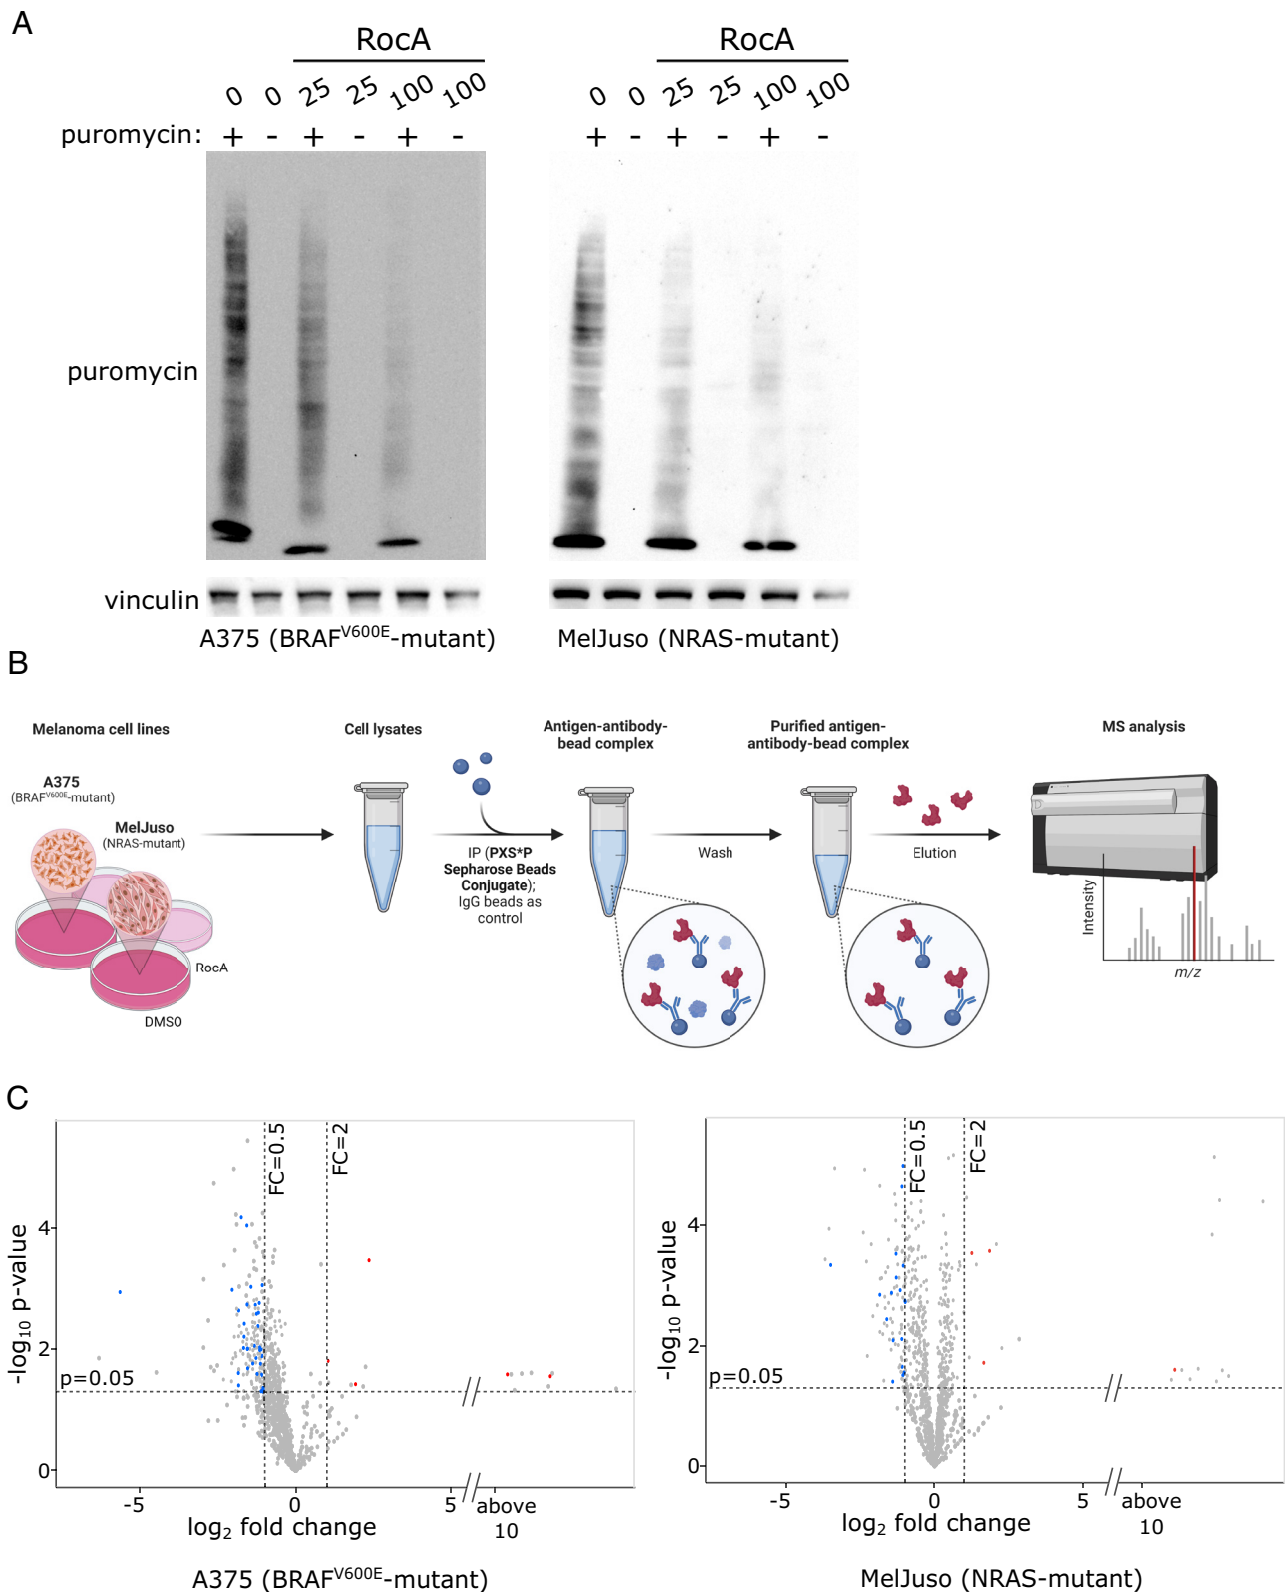 A
RocA
RocA
0 0 25 25 100 100
0 0 25 25 100 100
puromycin: + - + - + -
+ - + - + -
puromycin
vinculin
A375 (BRAFV600E-mutant)
MelJuso (NRAS-mutant)
B
Melanoma cell lines
A375
(BRAFV600E-mutant)
MelJuso
(NRAS-mutant)
RocA
DMS0
Cell lysates
IP (PXS*P
Sepharose Beads
Conjugate);
IgG beads as
control
Antigen-antibody-
bead complex
Wash
Purified antigen-
antibody-bead complex
Elution
MS analysis
Intensity
m/z
C
-log10 p-value
4
2
0
p=0.05
FC=0.5
FC=2
-5 0 5 above
10
log2 fold change
A375 (BRAFV600E-mutant)
-log10 p-value
4
2
0
p=0.05
FC=0.5
FC=2
-5 0 5 above
10
log2 fold change
MelJuso (NRAS-mutant)